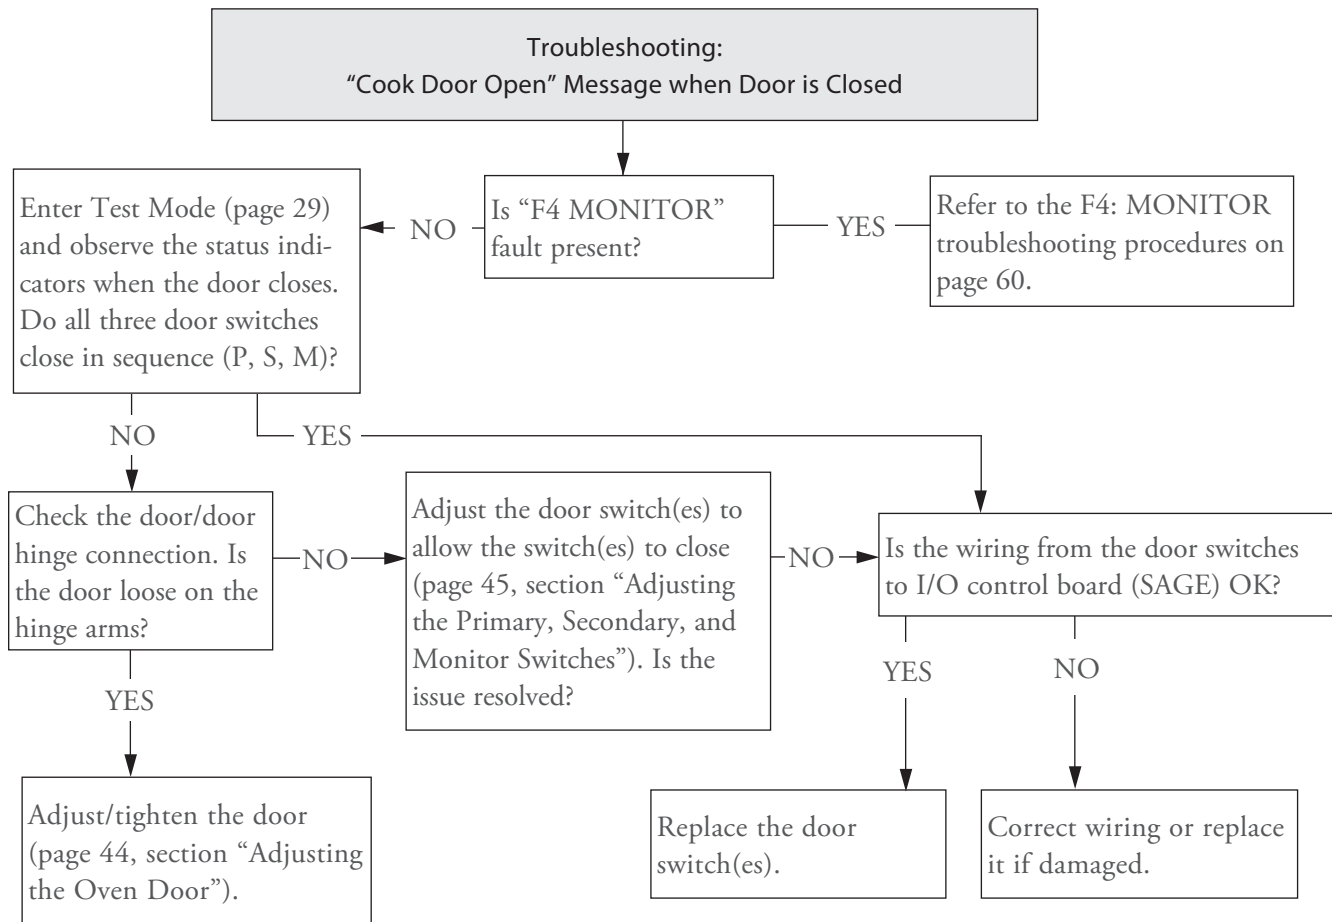 Troubleshooting:
“Cook Door Open” Message when Door is Closed
Enter Test Mode (page 29)
and observe the status indi-
cators when the door closes.
Do all three door switches
close in sequence (P, S, M)?
NO
Is “F4 MONITOR”
fault present?
YES
Refer to the F4: MONITOR
troubleshooting procedures on
page 60.
NO
YES
Check the door/door
hinge connection. Is
the door loose on the
hinge arms?
NO
Adjust the door switch(es) to
allow the switch(es) to close
(page 45, section “Adjusting
the Primary, Secondary, and
Monitor Switches”). Is the
issue resolved?
NO
Is the wiring from the door switches
to I/O control board (SAGE) OK?
YES
YES
NO
Adjust/tighten the door
(page 44, section “Adjusting
the Oven Door”).
Replace the door
switch(es).
Correct wiring or replace
it if damaged.